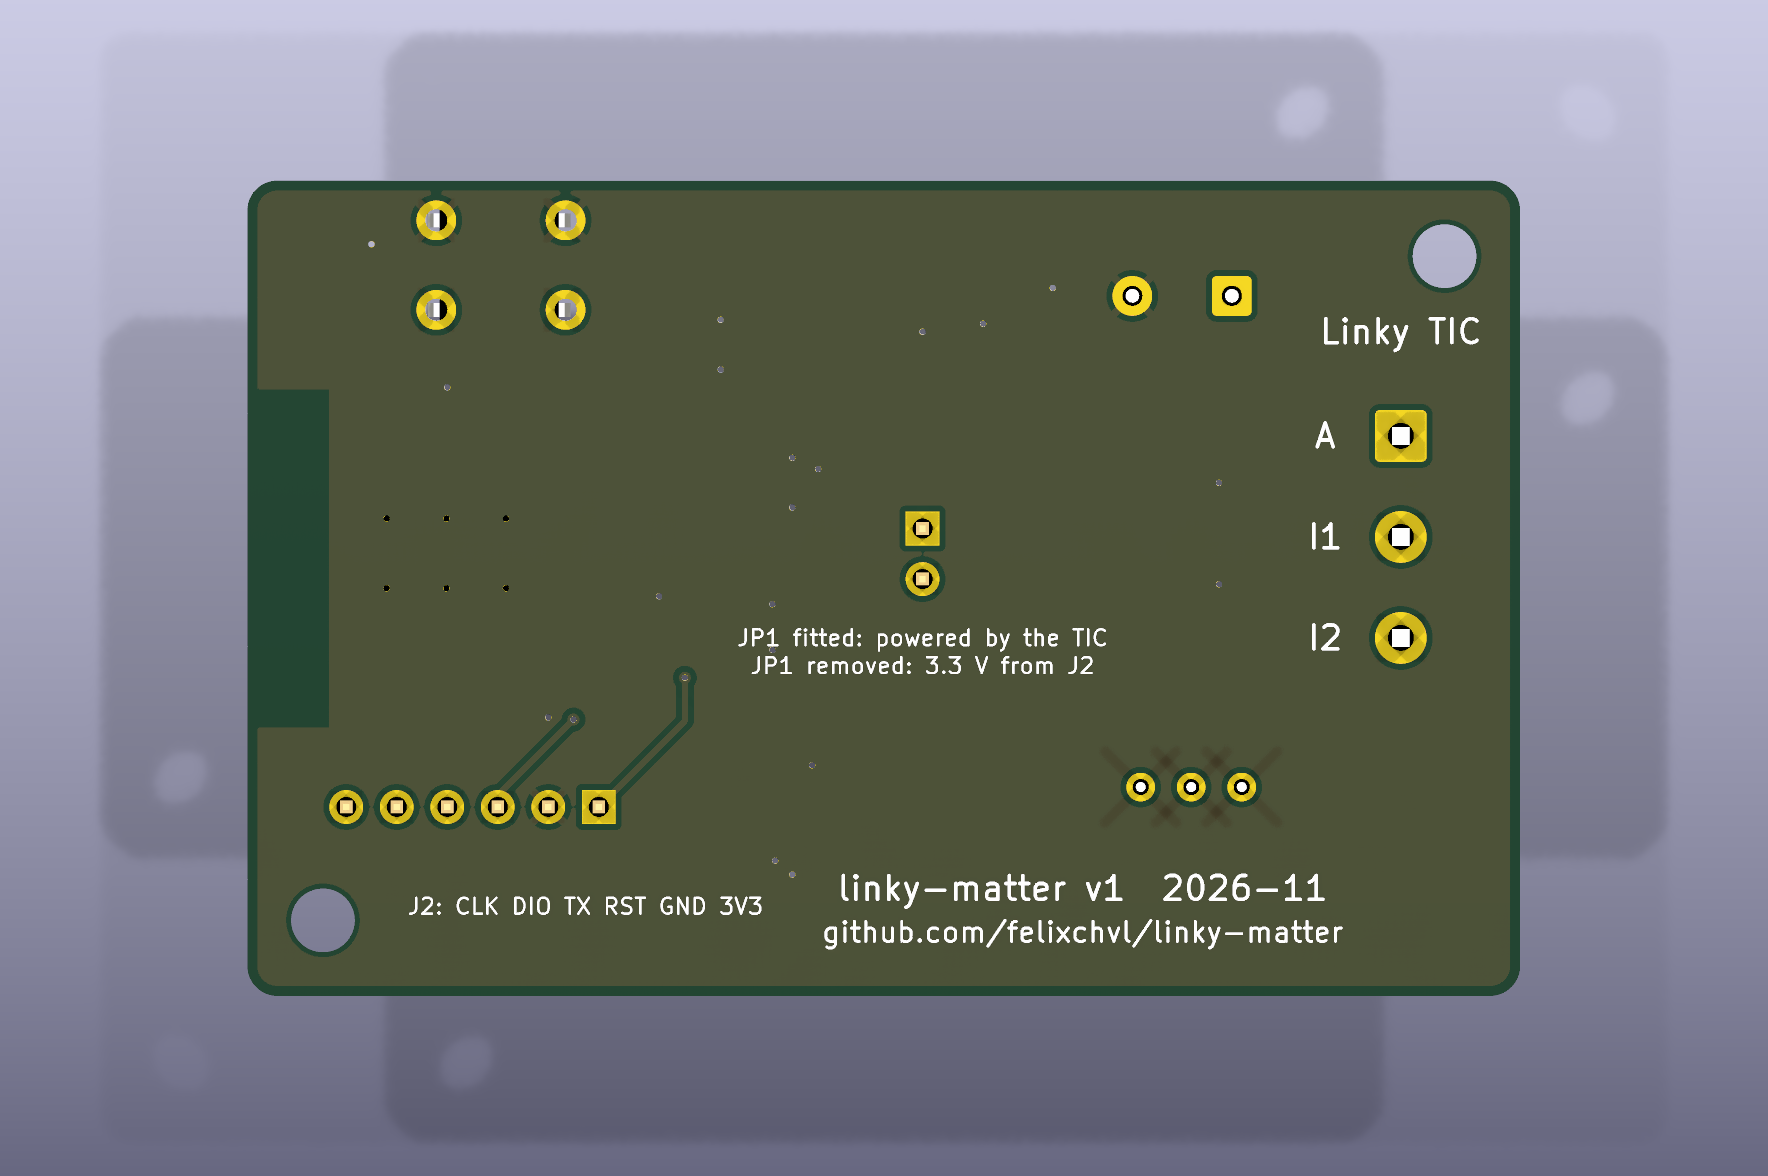 Linky TIC
A
I1
I2
JP1 fitted: powered by the TIC
JP1 removed: 3.3 V from J2
J2: CLK DIO TX RST GND 3V3
linky-matter v1 2026-11
github.com/felixchvl/linky-matter